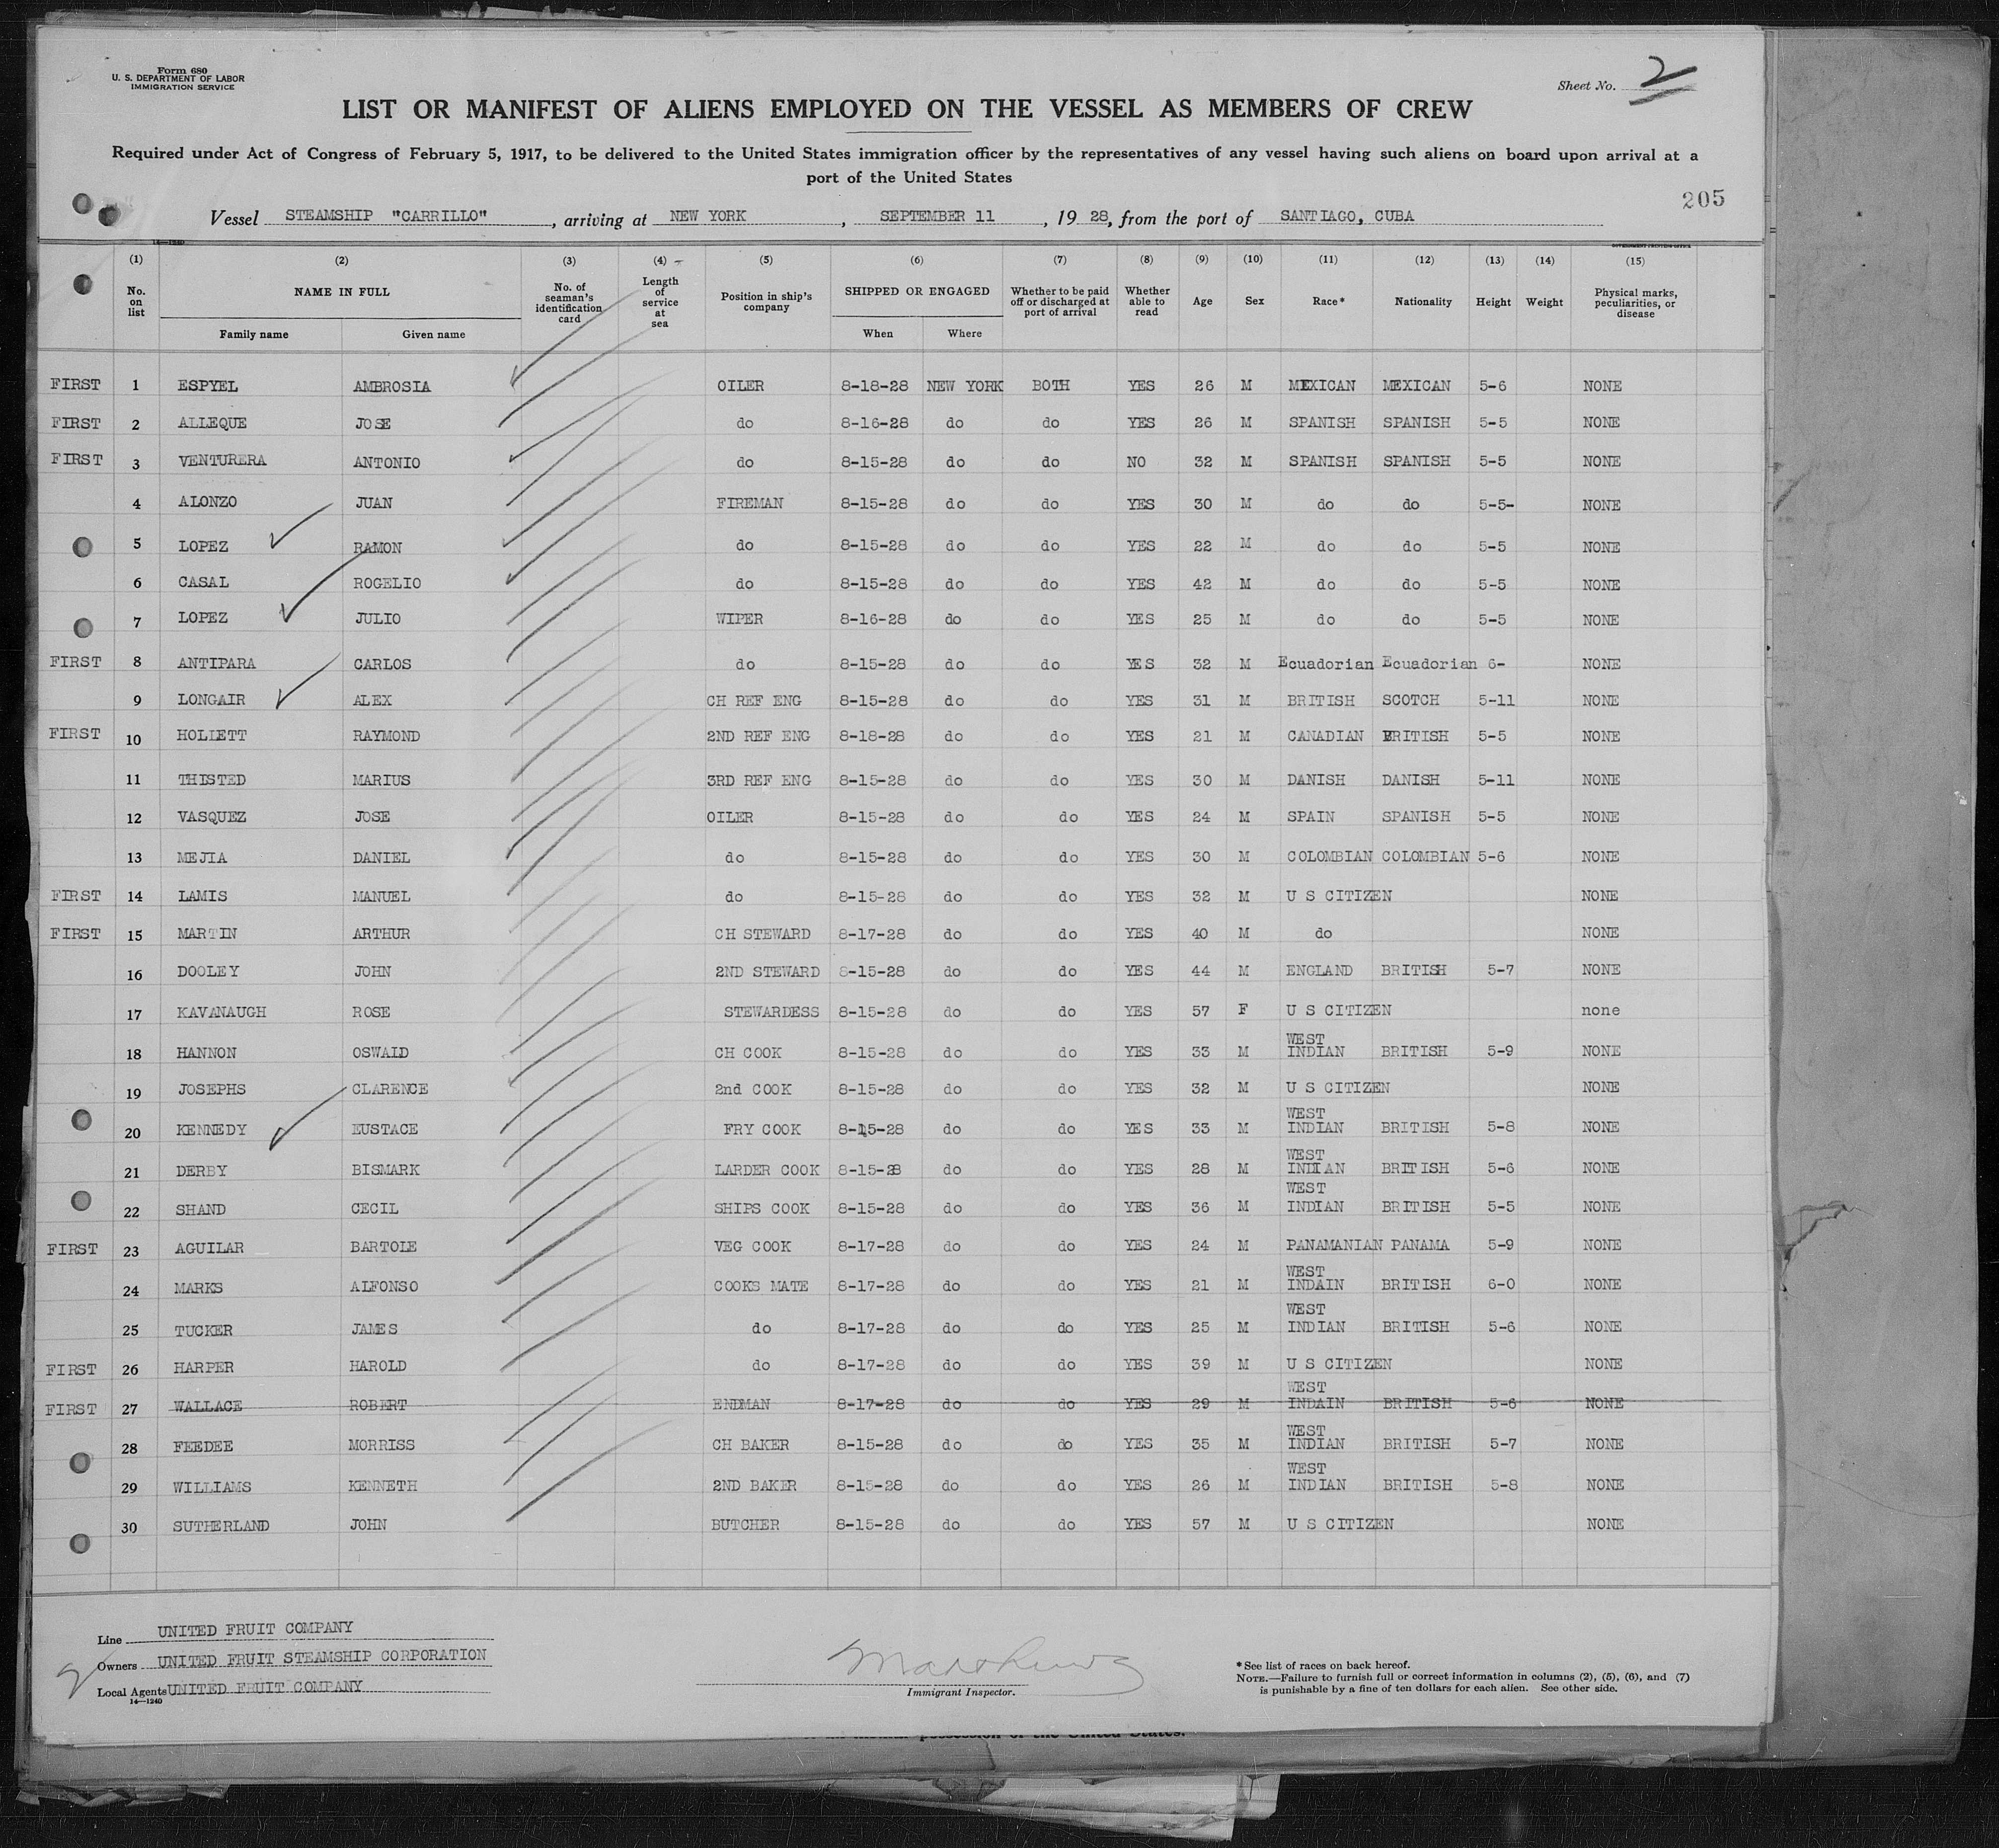 Form 680
U. S. DEPARTMENT OF LABOR
IMMIGRATION SERVICE
Sheet No. 2
LIST OR MANIFEST OF ALIENS EMPLOYED ON THE VESSEL AS MEMBERS OF CREW
Required under Act of Congress of February 5, 1917, to be delivered to the United States immigration officer by the representatives of any vessel having such aliens on board upon arrival at a
port of the United States
205
Vessel STEAMSHIP "CARRILLO", arriving at NEW YORK, SEPTEMBER 11, 19 28, from the port of SANTIAGO, CUBA
14—1240 GOVERNMENT PRINTING OFFICE
(1) (2) (3) (4) (5) (6) (7) (8) (9) (10) (11) (12) (13) (14) (15)
No. on list NAME IN FULL No. of seaman's identification card Length of service at sea Position in ship's company SHIPPED OR ENGAGED Whether to be paid off or discharged at port of arrival Whether able to read Age Sex Race* Nationality Height Weight Physical marks, peculiarities, or disease
Family name Given name When Where
FIRST 1 ESPYEL AMBROSIA OILER 8-18-28 NEW YORK BOTH YES 26 M MEXICAN MEXICAN 5-6 NONE
FIRST 2 ALLEQUE JOSE do 8-16-28 do do YES 26 M SPANISH SPANISH 5-5 NONE
FIRST 3 VENTURERA ANTONIO do 8-15-28 do do NO 32 M SPANISH SPANISH 5-5 NONE
4 ALONZO JUAN FIREMAN 8-15-28 do do YES 30 M do do 5-5- NONE
5 LOPEZ RAMON do 8-15-28 do do YES 22 M do do 5-5 NONE
6 CASAL ROGELIO do 8-15-28 do do YES 42 M do do 5-5 NONE
7 LOPEZ JULIO WIPER 8-16-28 do do YES 25 M do do 5-5 NONE
FIRST 8 ANTIPARA CARLOS do 8-15-28 do do YES 32 M Ecuadorian Ecuadorian 6- NONE
9 LONGAIR ALEX CH REF ENG 8-15-28 do do YES 31 M BRITISH SCOTCH 5-11 NONE
FIRST 10 HOLIETT RAYMOND 2ND REF ENG 8-18-28 do do YES 21 M CANADIAN BRITISH 5-5 NONE
11 THISTED MARIUS 3RD REF ENG 8-15-28 do do YES 30 M DANISH DANISH 5-11 NONE
12 VASQUEZ JOSE OILER 8-15-28 do do YES 24 M SPAIN SPANISH 5-5 NONE
13 MEJIA DANIEL do 8-15-28 do do YES 30 M COLOMBIAN COLOMBIAN 5-6 NONE
FIRST 14 LAMIS MANUEL do 8-15-28 do do YES 32 M U S CITIZEN NONE
FIRST 15 MARTIN ARTHUR CH STEWARD 8-17-28 do do YES 40 M do NONE
16 DOOLEY JOHN 2ND STEWARD 8-15-28 do do YES 44 M ENGLAND BRITISH 5-7 NONE
17 KAVANAUGH ROSE STEWARDESS 8-15-28 do do YES 57 F U S CITIZEN none
18 HANNON OSWALD CH COOK 8-15-28 do do YES 33 M WEST INDIAN BRITISH 5-9 NONE
19 JOSEPHS CLARENCE 2nd COOK 8-15-28 do do YES 32 M U S CITIZEN NONE
20 KENNEDY EUSTACE FRY COOK 8-15-28 do do YES 33 M WEST INDIAN BRITISH 5-8 NONE
21 DERBY BISMARK LARDER COOK 8-15-28 do do YES 28 M WEST INDIAN BRITISH 5-6 NONE
22 SHAND CECIL SHIPS COOK 8-15-28 do do YES 36 M WEST INDIAN BRITISH 5-5 NONE
FIRST 23 AGUILAR BARTOLE VEG COOK 8-17-28 do do YES 24 M PANAMANIAN PANAMA 5-9 NONE
24 MARKS ALFONSO COOKS MATE 8-17-28 do do YES 21 M WEST INDAIN BRITISH 6-0 NONE
25 TUCKER JAMES do 8-17-28 do do YES 25 M WEST INDIAN BRITISH 5-6 NONE
FIRST 26 HARPER HAROLD do 8-17-28 do do YES 39 M U S CITIZEN NONE
FIRST 27 WALLACE ROBERT ENDMAN 8-17-28 do do YES 29 M WEST INDAIN BRITISH 5-6 NONE
28 FEEDEE MORRISS CH BAKER 8-15-28 do do YES 35 M WEST INDIAN BRITISH 5-7 NONE
29 WILLIAMS KENNETH 2ND BAKER 8-15-28 do do YES 26 M WEST INDIAN BRITISH 5-8 NONE
30 SUTHERLAND JOHN BUTCHER 8-15-28 do do YES 57 M U S CITIZEN NONE
Line UNITED FRUIT COMPANY
Owners UNITED FRUIT STEAMSHIP CORPORATION
Local Agents UNITED FRUIT COMPANY
14—1240
Immigrant Inspector.
*See list of races on back hereof.
NOTE.—Failure to furnish full or correct information in columns (2), (5), (6), and (7)
is punishable by a fine of ten dollars for each alien. See other side.
possession of the United States.